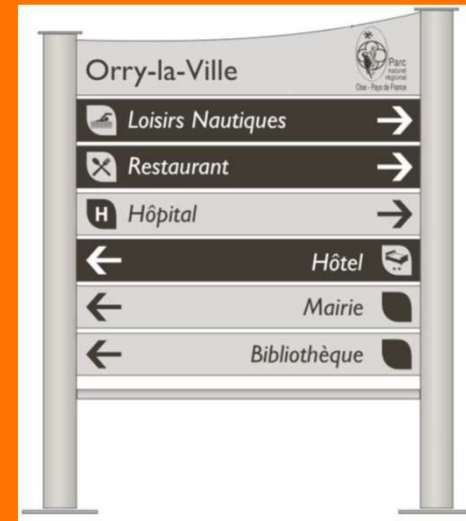 Orry-la-Ville
Parc
naturel
régional
Oise - Pays de France
Loisirs Nautiques
Restaurant
H Hôpital
Hôtel
Mairie
Bibliothèque